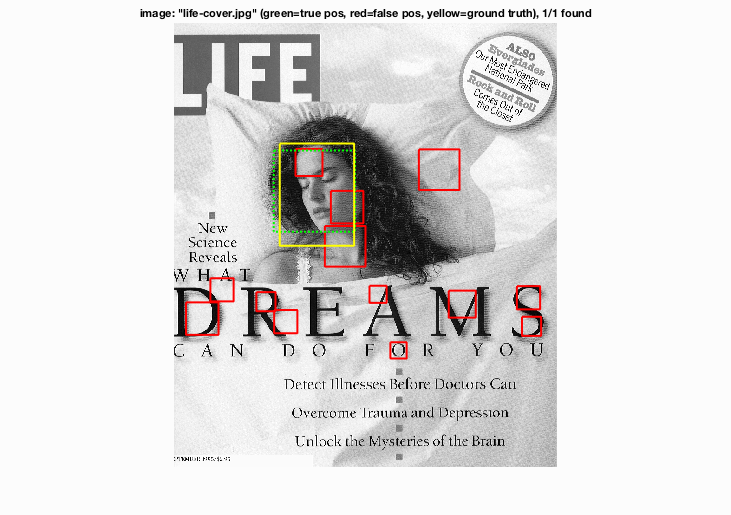 image: "life-cover.jpg" (green=true pos, red=false pos, yellow=ground truth), 1/1 found
LIFE
ALSO
Everglades
Our Most Endangered
National Park
Rock and Roll
Comes Out of
the Closet
New
Science
Reveals
WHAT
DREAMS
CAN DO FOR YOU
Detect Illnesses Before Doctors Can
Overcome Trauma and Depression
Unlock the Mysteries of the Brain